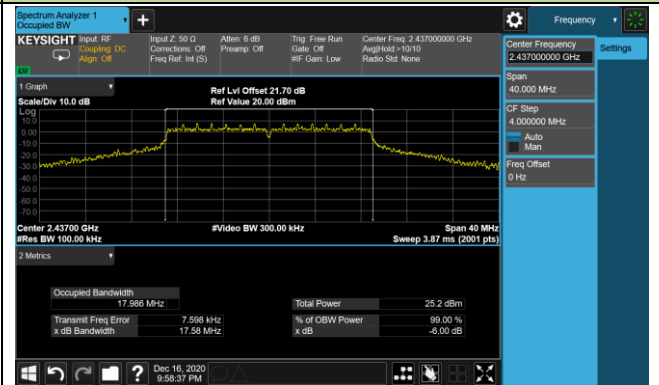 Spectrum Analyzer 1
Occupied BW
+
Frequency
KEYSIGHT Input: RF
Coupling: DC
Align: Off
Input Z: 50 Ω
Corrections: Off
Freq Ref: Int (S)
Atten: 6 dB
Preamp: Off
Trig: Free Run
Gate: Off
#IF Gain: Low
Center Freq: 2.437000000 GHz
Avg|Hold:>10/10
Radio Std: None
LXI
Center Frequency
2.437000000 GHz
Settings
Span
40.000 MHz
CF Step
4.000000 MHz
Auto
Man
Freq Offset
0 Hz
1 Graph
Scale/Div 10.0 dB
Ref Lvl Offset 21.70 dB
Ref Value 20.00 dBm
Log
10.0
0.00
-10.0
-20.0
-30.0
-40.0
-50.0
-60.0
-70.0
Center 2.43700 GHz
#Res BW 100.00 kHz
#Video BW 300.00 kHz
Span 40 MHz
Sweep 3.87 ms (2001 pts)
2 Metrics
Occupied Bandwidth
17.986 MHz
Total Power 25.2 dBm
Transmit Freq Error 7.598 kHz
% of OBW Power 99.00 %
x dB Bandwidth 17.58 MHz
x dB -6.00 dB
?
Dec 16, 2020
9:58:37 PM